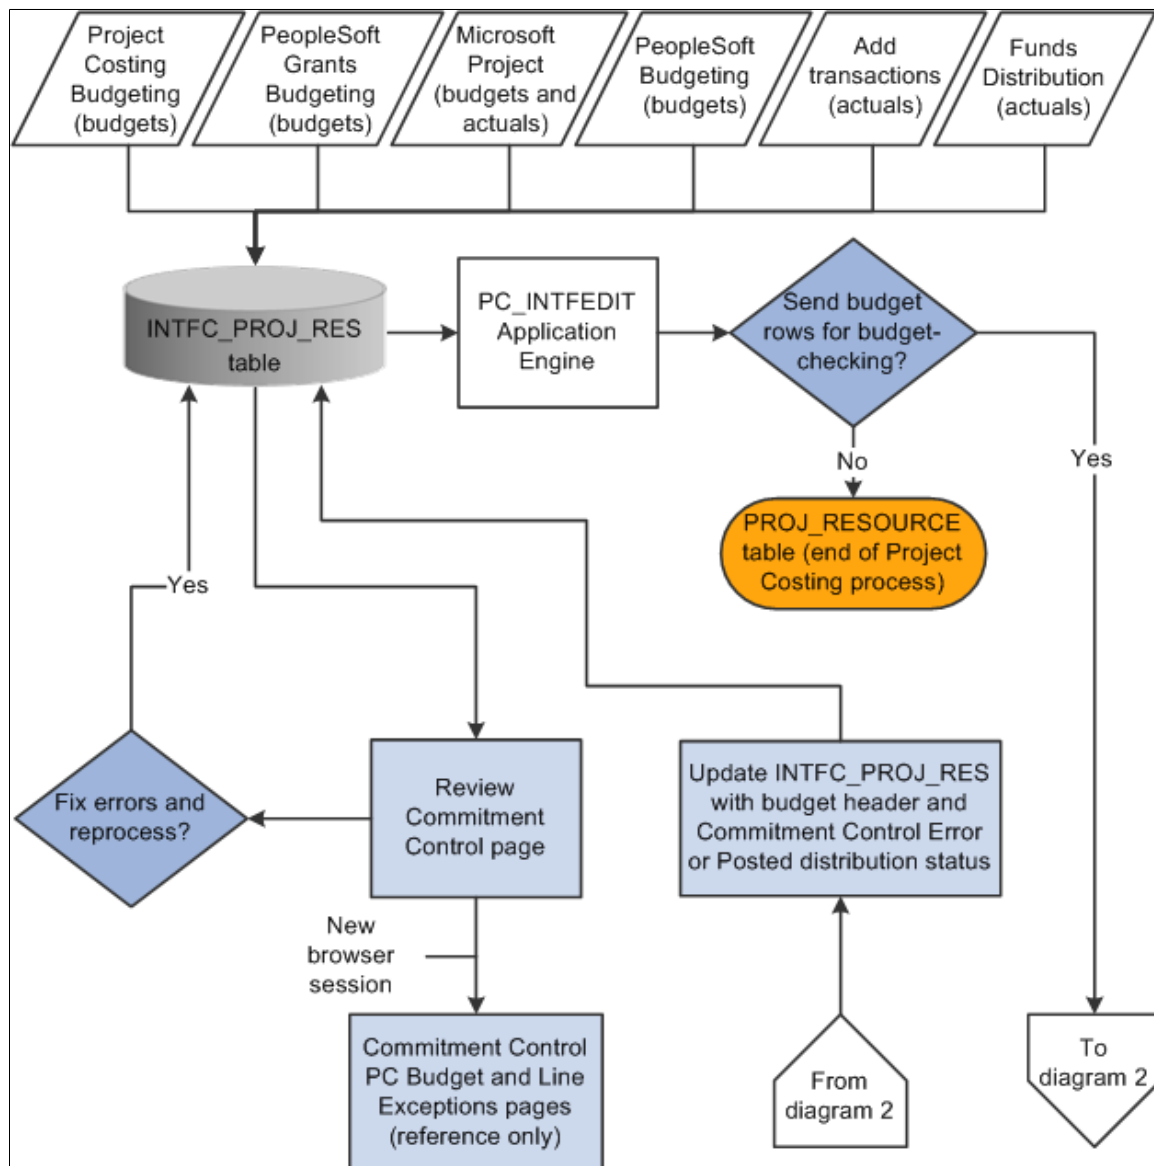 Project
Costing
Budgeting
(budgets)
PeopleSoft
Grants
Budgeting
(budgets)
Microsoft
Project
(budgets and
actuals)
PeopleSoft
Budgeting
(budgets)
Add
transactions
(actuals)
Funds
Distribution
(actuals)
INTFC_PROJ_RES
table
PC_INTFEDIT
Application
Engine
Send budget
rows for budget-
checking?
No
Yes
PROJ_RESOURCE
table (end of Project
Costing process)
Yes
Fix errors and
reprocess?
Review
Commitment
Control page
Update INTFC_PROJ_RES
with budget header and
Commitment Control Error
or Posted distribution status
New
browser
session
Commitment Control
PC Budget and Line
Exceptions pages
(reference only)
From
diagram 2
To
diagram 2